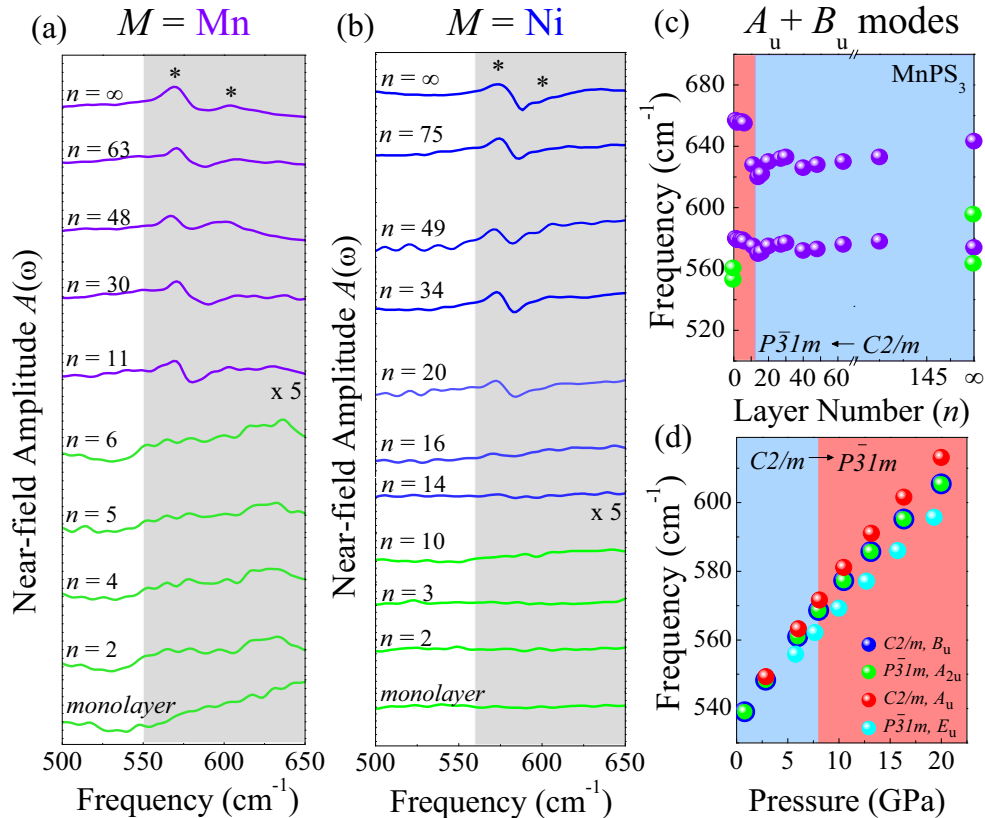 (a)
M = Mn
*
*
n = ∞
n = 63
n = 48
n = 30
n = 11
x 5
n = 6
n = 5
n = 4
n = 2
monolayer
500
550
600
650
Frequency (cm⁻¹)
Near-field Amplitude A(ω)
(b)
M = Ni
*
*
n = ∞
n = 75
n = 49
n = 34
n = 20
n = 16
n = 14
x 5
n = 10
n = 3
n = 2
monolayer
500
550
600
650
Frequency (cm⁻¹)
Near-field Amplitude A(ω)
(c)
Aᵤ + Bᵤ modes
MnPS₃
680
640
600
560
520
Frequency (cm⁻¹)
P3̄1m ← C2/m
0
20
40
60
145
∞
Layer Number (n)
(d)
C2/m → P3̄1m
600
580
560
540
Frequency (cm⁻¹)
C2/m, Bᵤ
P3̄1m, A₂ᵤ
C2/m, Aᵤ
P3̄1m, Eᵤ
0
5
10
15
20
Pressure (GPa)